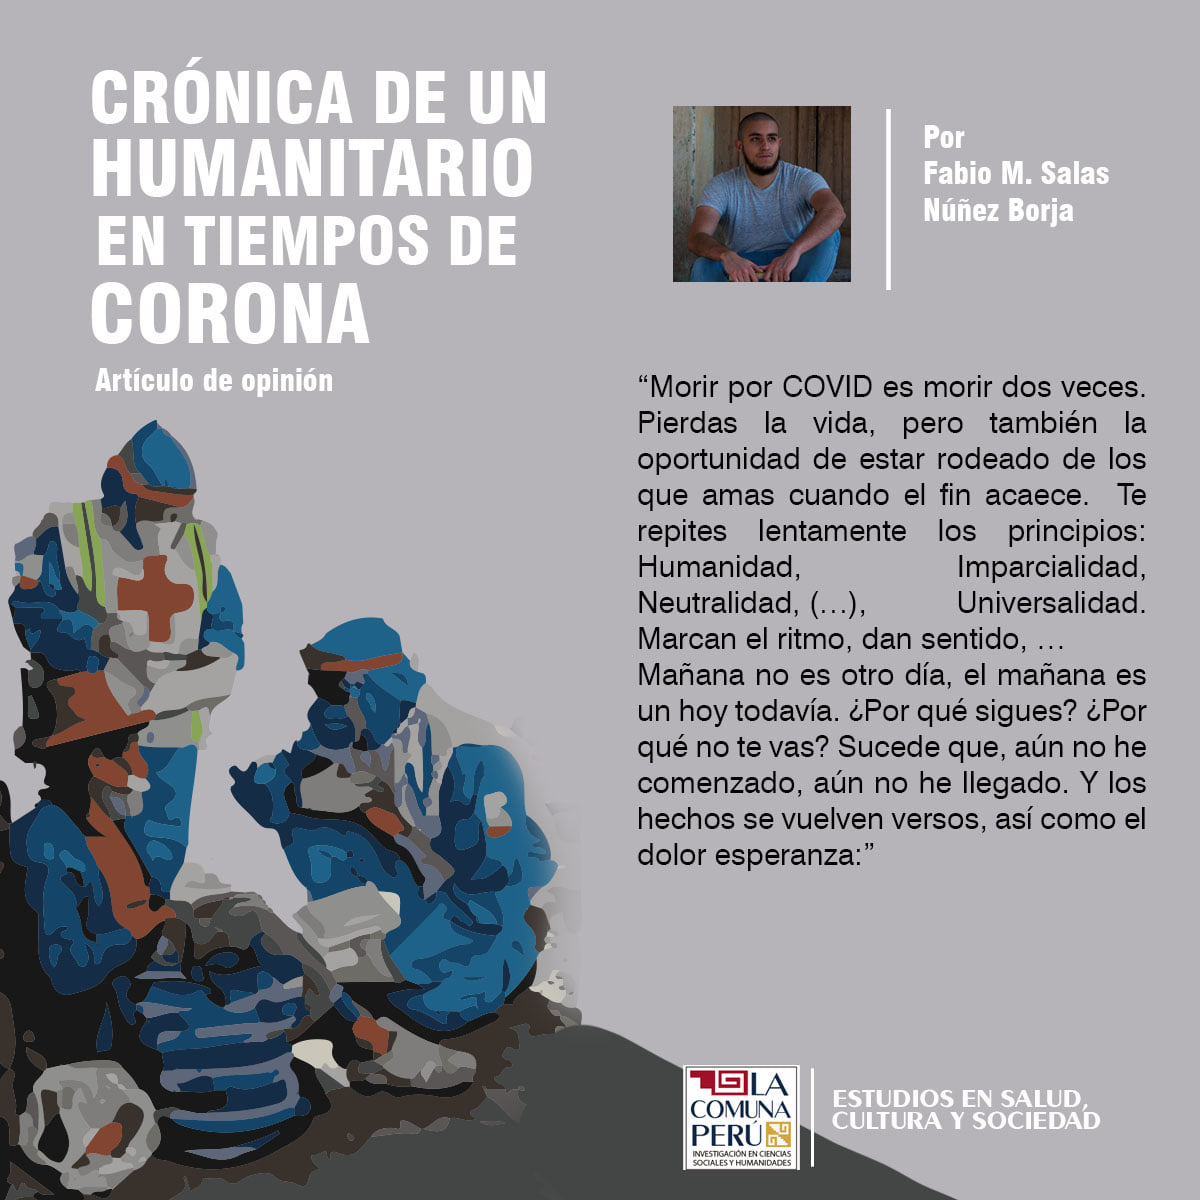 CRÓNICA DE UN
HUMANITARIO
EN TIEMPOS DE
CORONA
Artículo de opinión
Por
Fabio M. Salas
Núñez Borja
“Morir por COVID es morir dos veces.
Pierdas la vida, pero también la
oportunidad de estar rodeado de los
que amas cuando el fin acaece. Te
repites lentamente los principios:
Humanidad, Imparcialidad,
Neutralidad, (…), Universalidad.
Marcan el ritmo, dan sentido, …
Mañana no es otro día, el mañana es
un hoy todavía. ¿Por qué sigues? ¿Por
qué no te vas? Sucede que, aún no he
comenzado, aún no he llegado. Y los
hechos se vuelven versos, así como el
dolor esperanza:”
LA
COMUNA
PERÚ
INVESTIGACIÓN EN CIENCIAS
SOCIALES Y HUMANIDADES
ESTUDIOS EN SALUD,
CULTURA Y SOCIEDAD